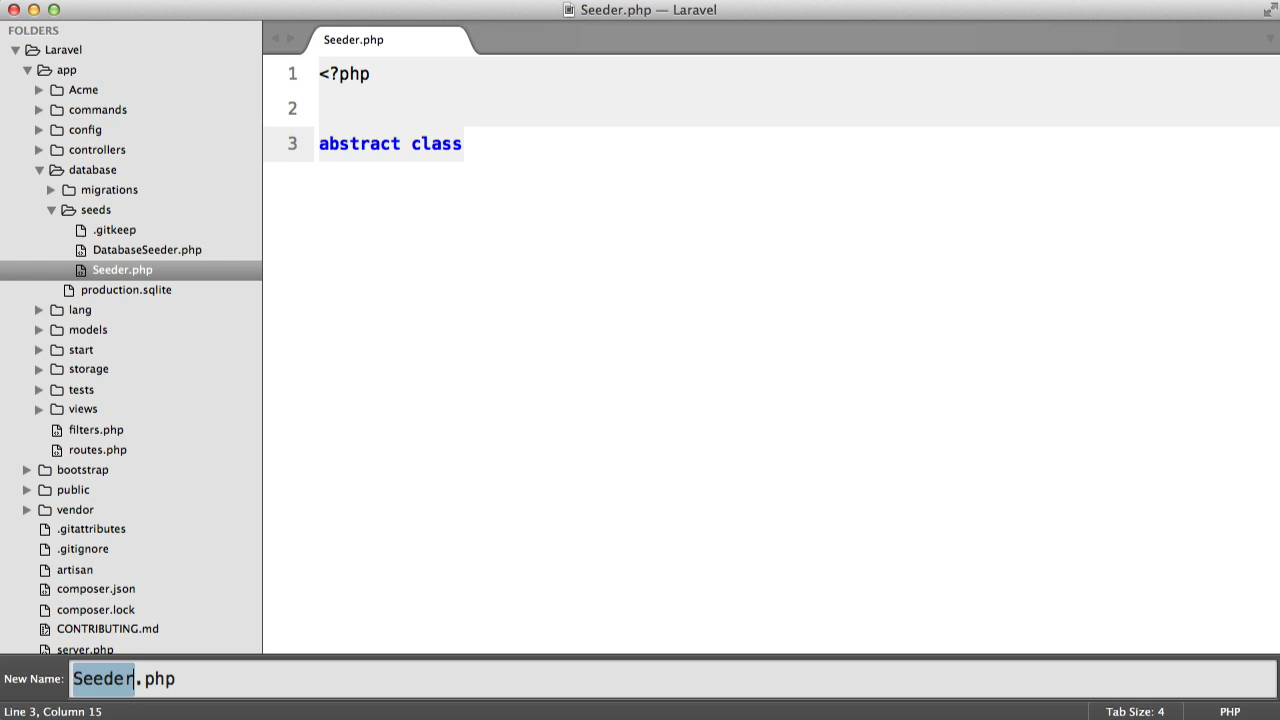 Seeder.php — Laravel
FOLDERS
Laravel
app
Acme
commands
config
controllers
database
migrations
seeds
.gitkeep
DatabaseSeeder.php
Seeder.php
production.sqlite
lang
models
start
storage
tests
views
filters.php
routes.php
bootstrap
public
vendor
.gitattributes
.gitignore
artisan
composer.json
composer.lock
CONTRIBUTING.md
server.php
Seeder.php
1 <?php
2
3 abstract class
New Name: Seeder.php
Line 3, Column 15
Tab Size: 4
PHP